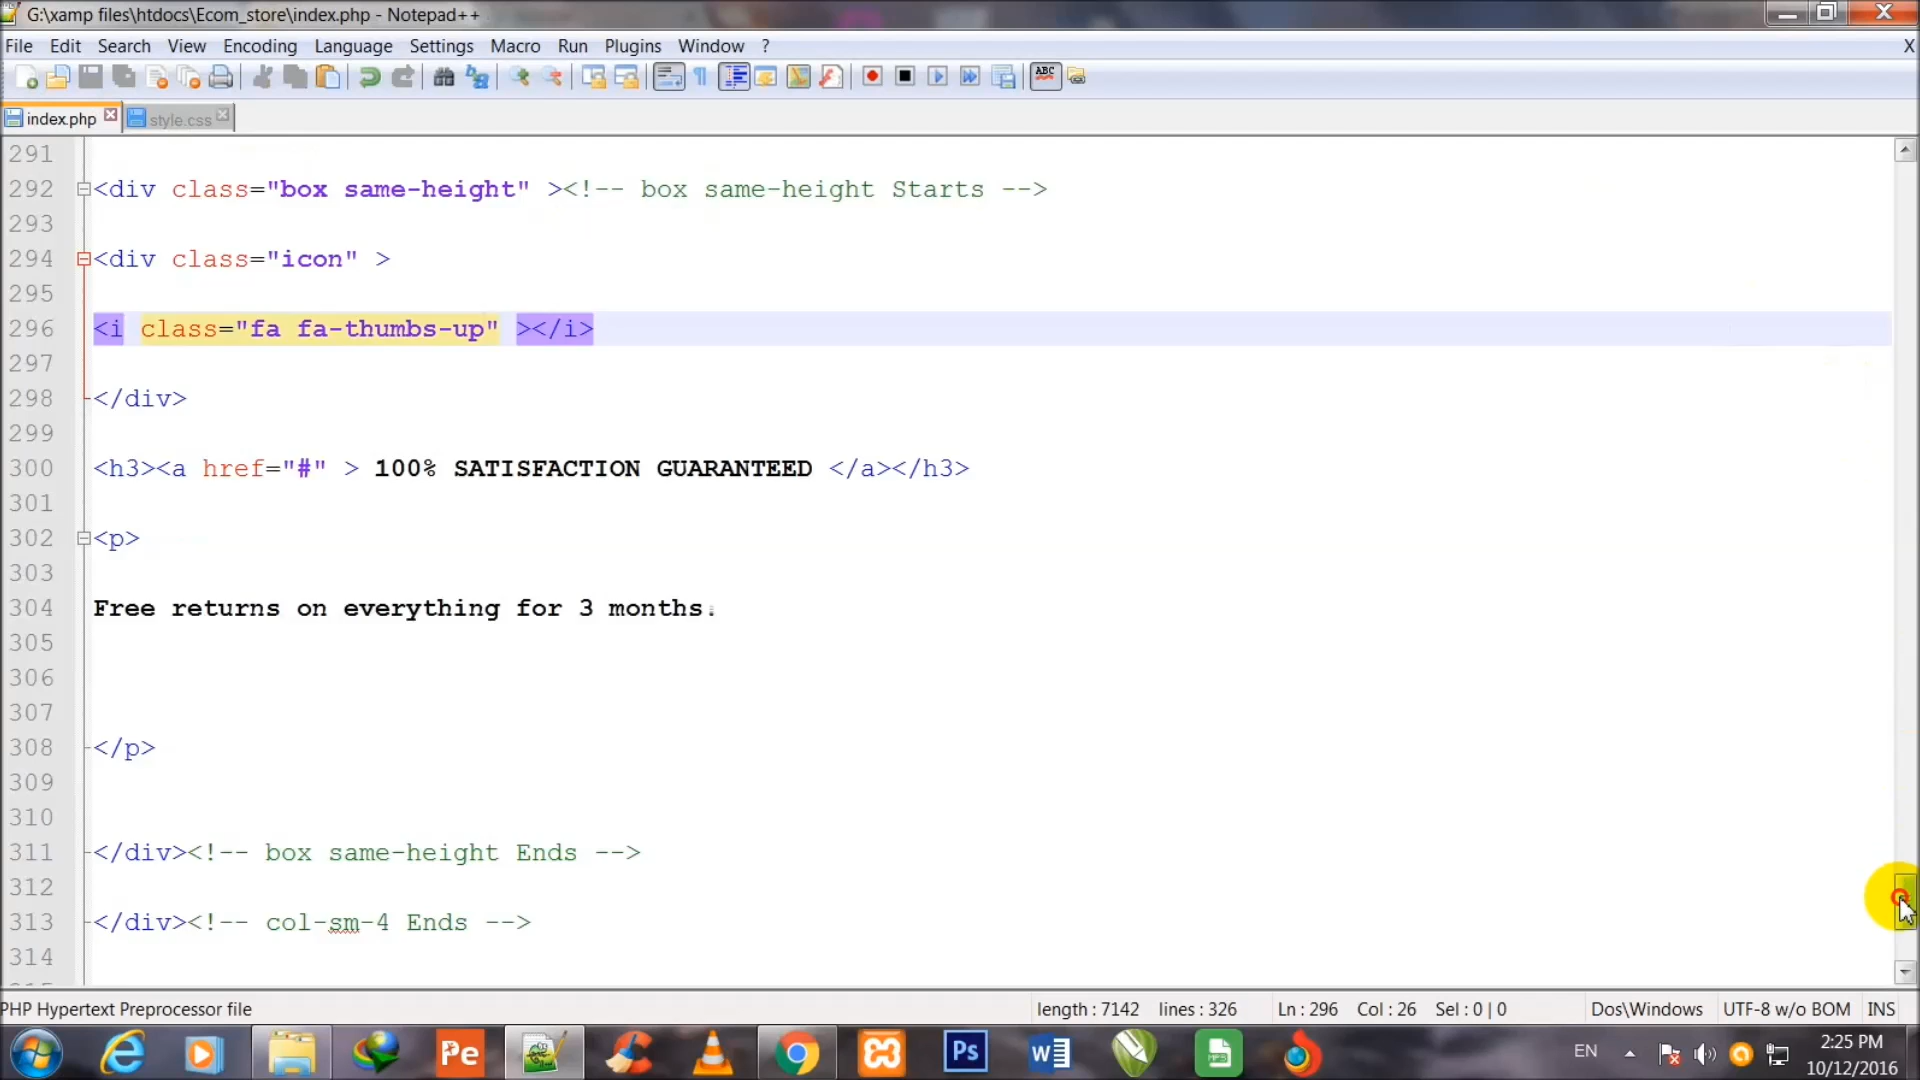 G:\xamp files\htdocs\Ecom_store\index.php - Notepad++
File Edit Search View Encoding Language Settings Macro Run Plugins Window ? X
ABC
index.php style.css
291
292 <div class="box same-height" ><!-- box same-height Starts -->
293
294 <div class="icon" >
295
296 <i class="fa fa-thumbs-up" ></i>
297
298 </div>
299
300 <h3><a href="#" > 100% SATISFACTION GUARANTEED </a></h3>
301
302 <p>
303
304 Free returns on everything for 3 months.
305
306
307
308 </p>
309
310
311 </div><!-- box same-height Ends -->
312
313 </div><!-- col-sm-4 Ends -->
314
PHP Hypertext Preprocessor file length : 7142 lines : 326 Ln : 296 Col : 26 Sel : 0 | 0 Dos\Windows UTF-8 w/o BOM INS
Pe Ps W EN 2:25 PM
10/12/2016